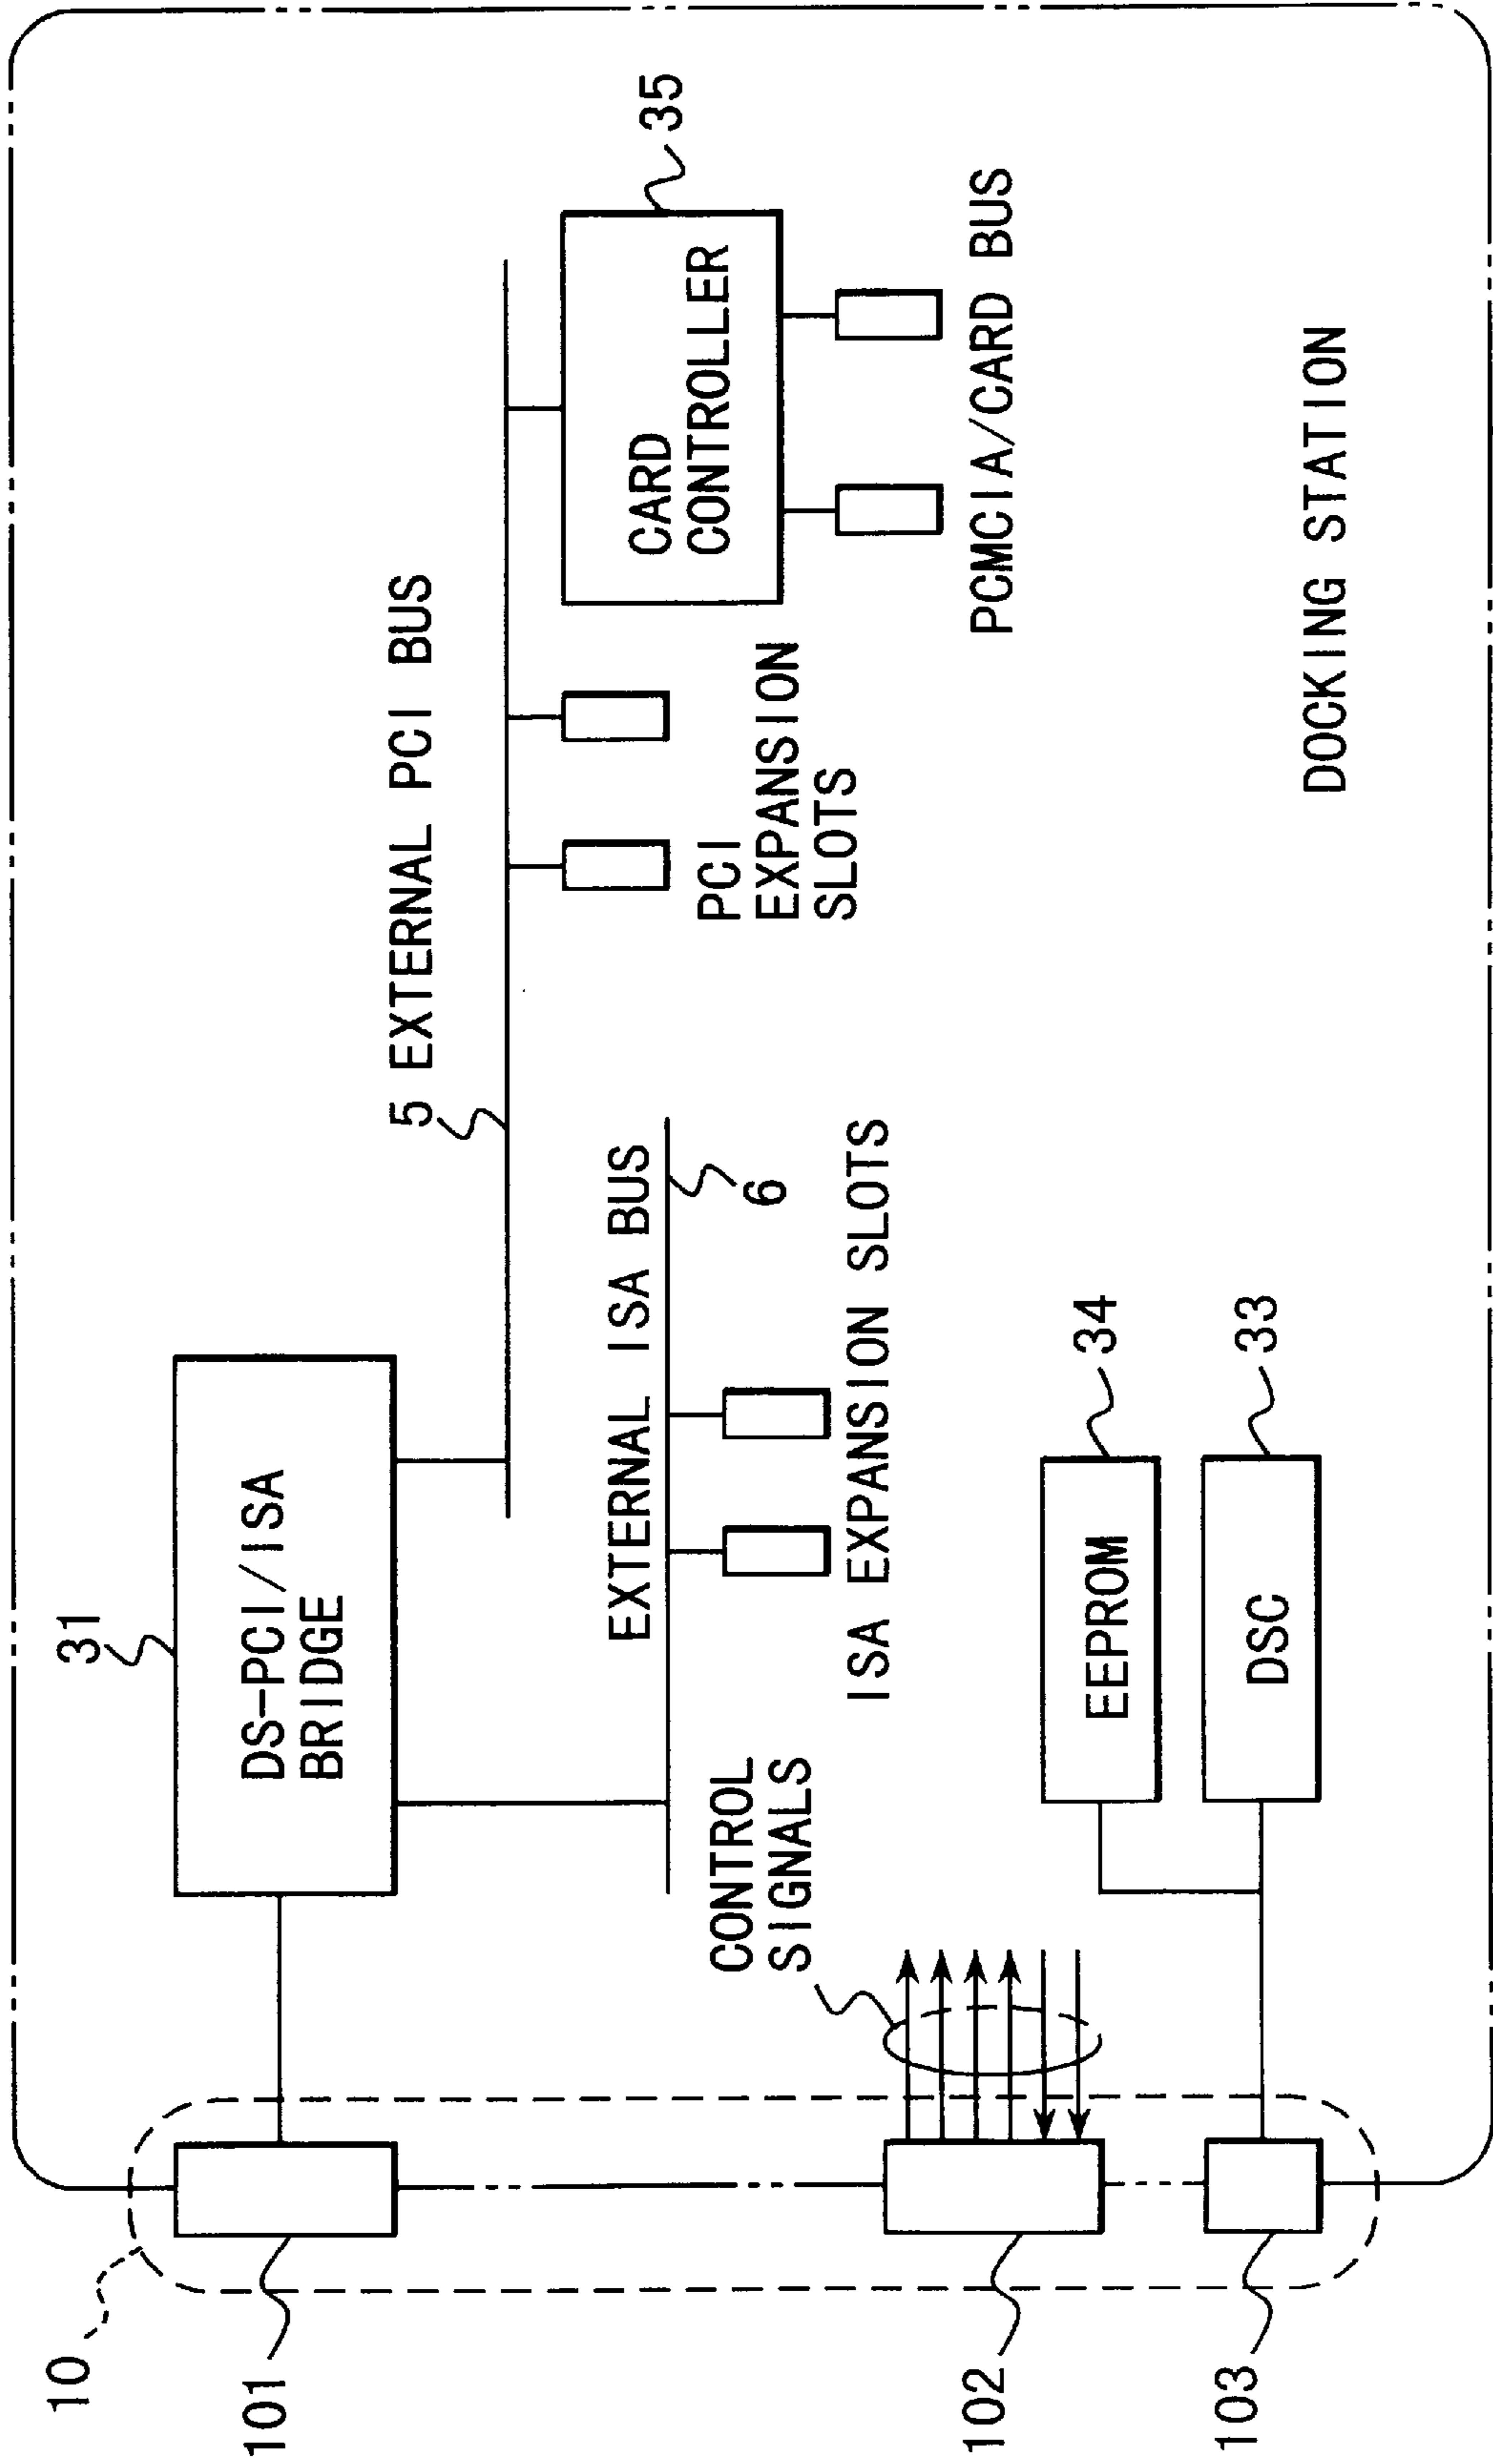 10
101
102
103
31
DS-PCI/ISA
BRIDGE
5 EXTERNAL PCI BUS
EXTERNAL ISA BUS
6
ISA EXPANSION SLOTS
PCI
EXPANSION
SLOTS
35
CARD
CONTROLLER
PCMCIA/CARD BUS
CONTROL
SIGNALS
34
EEPROM
33
DSC
DOCKING STATION